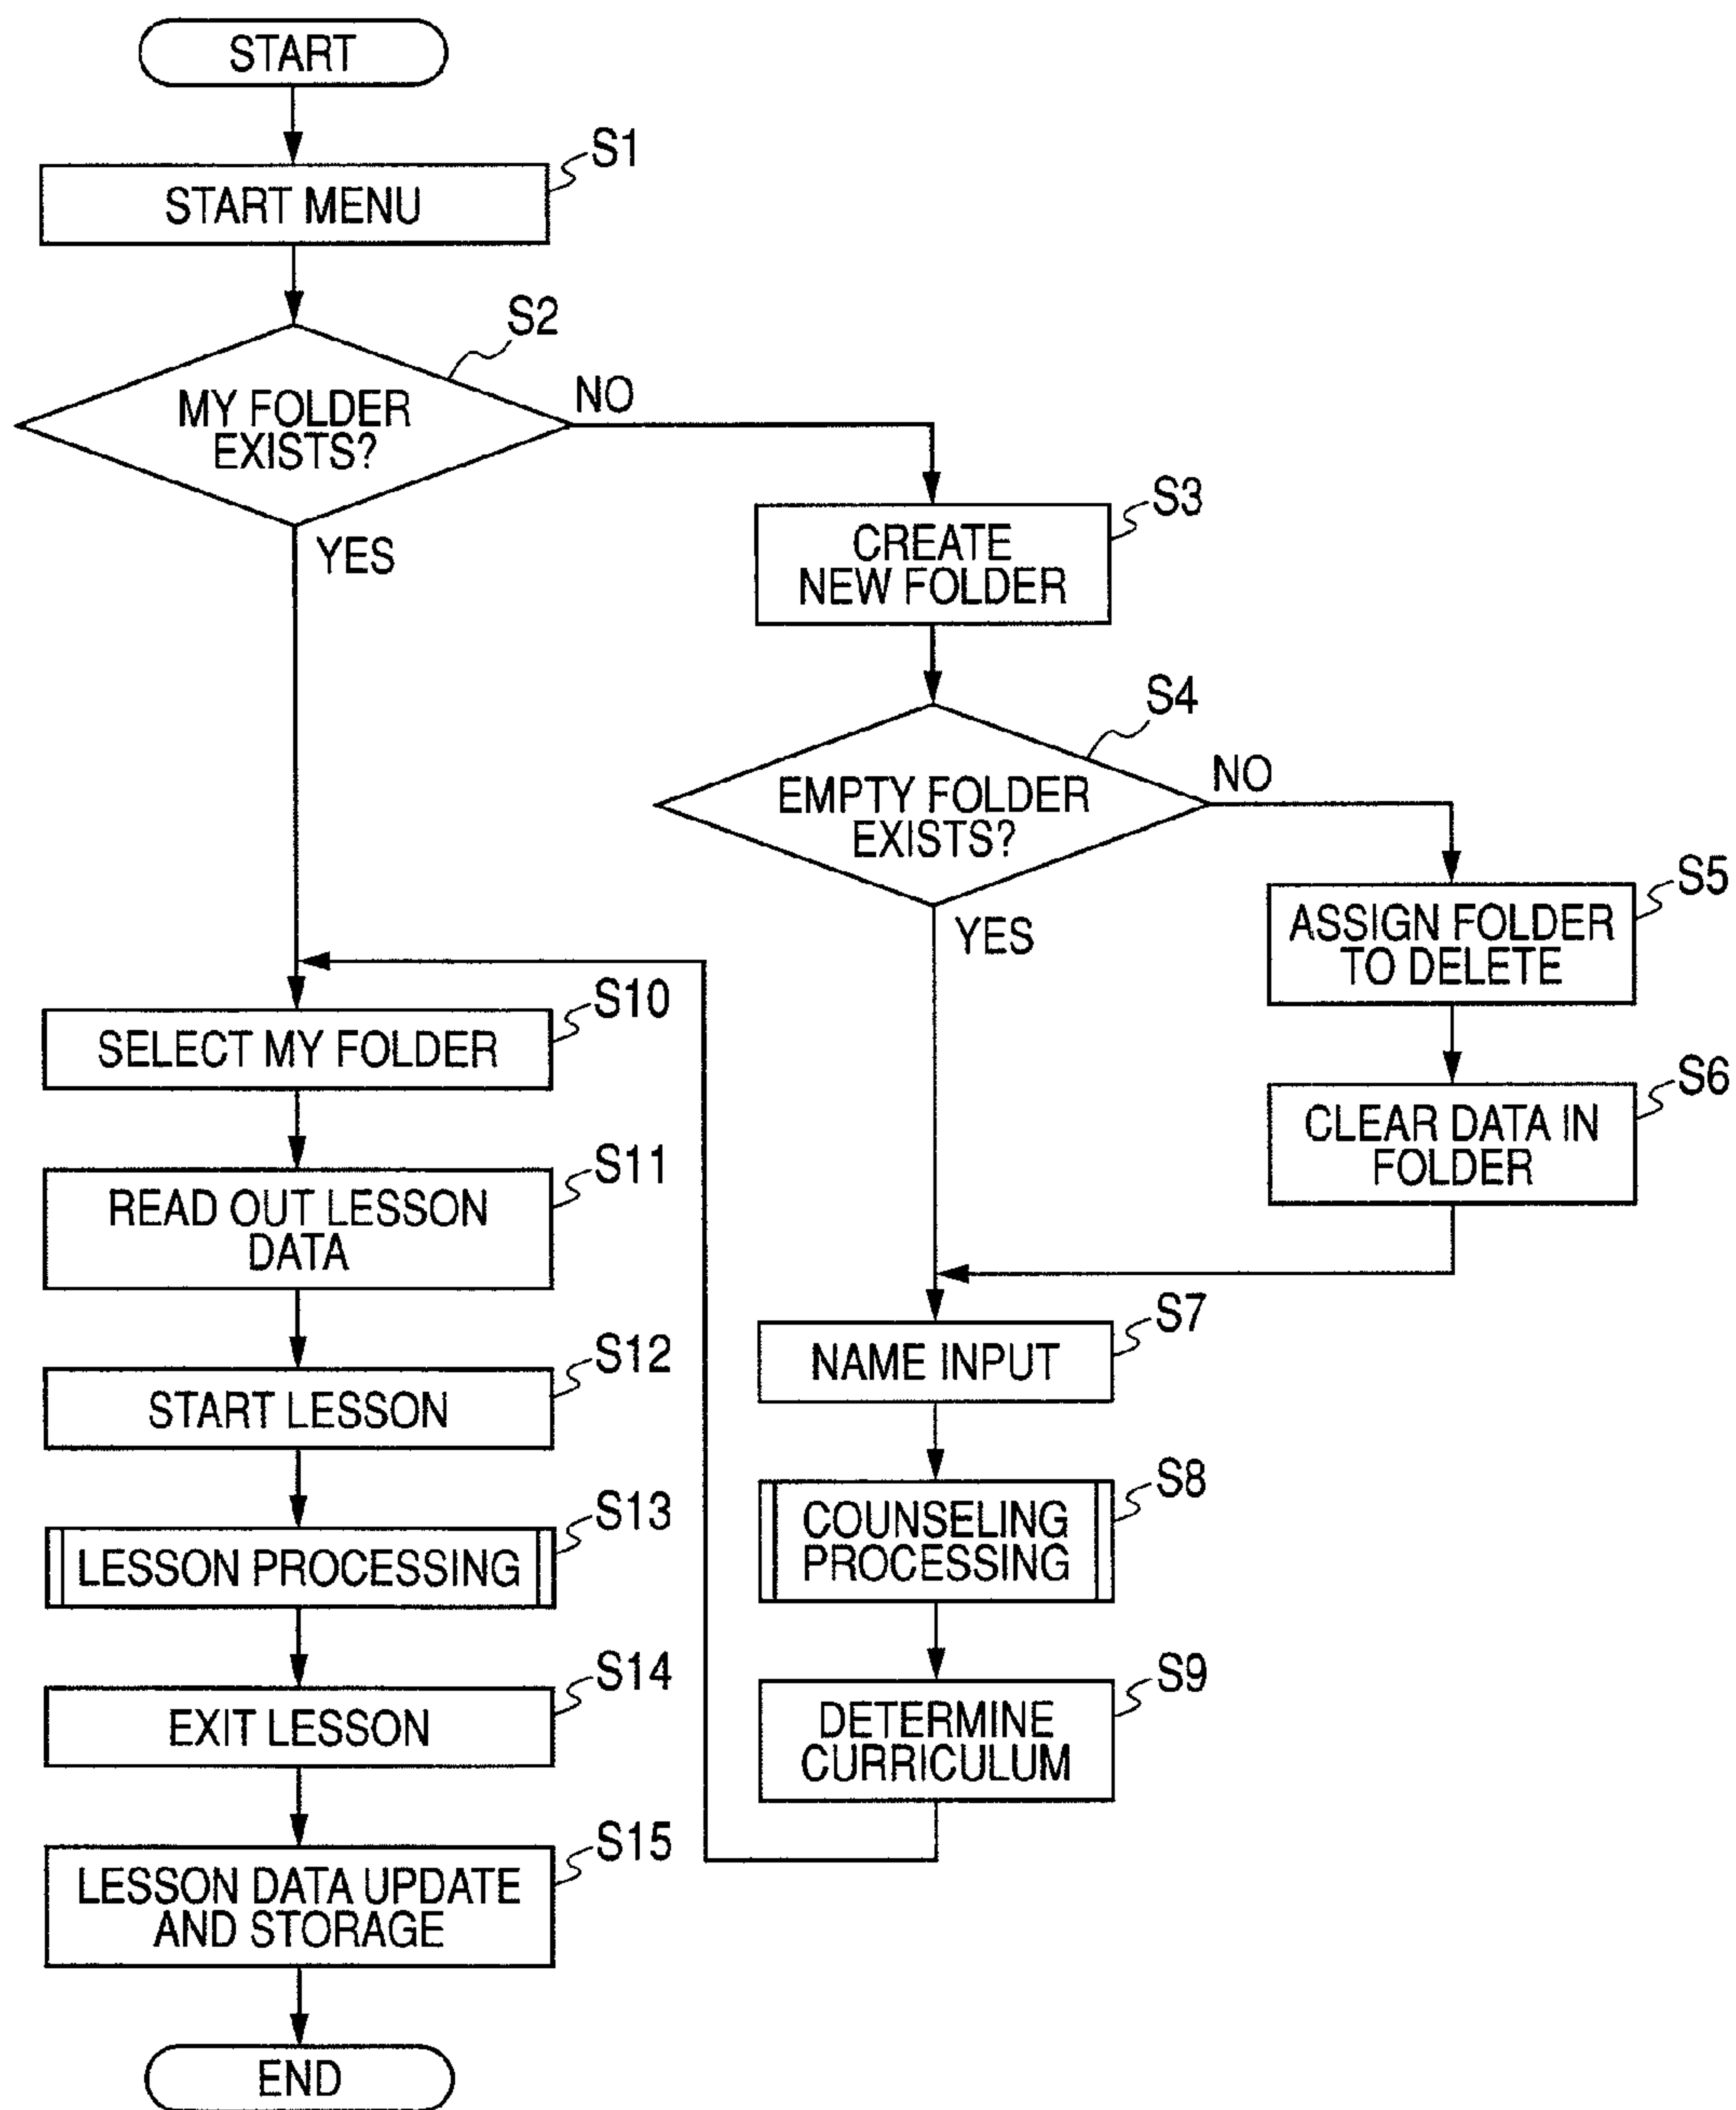 START
S1
START MENU
S2
MY FOLDER
EXISTS?
NO
YES
S3
CREATE
NEW FOLDER
S4
EMPTY FOLDER
EXISTS?
NO
YES
S5
ASSIGN FOLDER
TO DELETE
S6
CLEAR DATA IN
FOLDER
S7
NAME INPUT
S8
COUNSELING
PROCESSING
S9
DETERMINE
CURRICULUM
S10
SELECT MY FOLDER
S11
READ OUT LESSON
DATA
S12
START LESSON
S13
LESSON PROCESSING
S14
EXIT LESSON
S15
LESSON DATA UPDATE
AND STORAGE
END